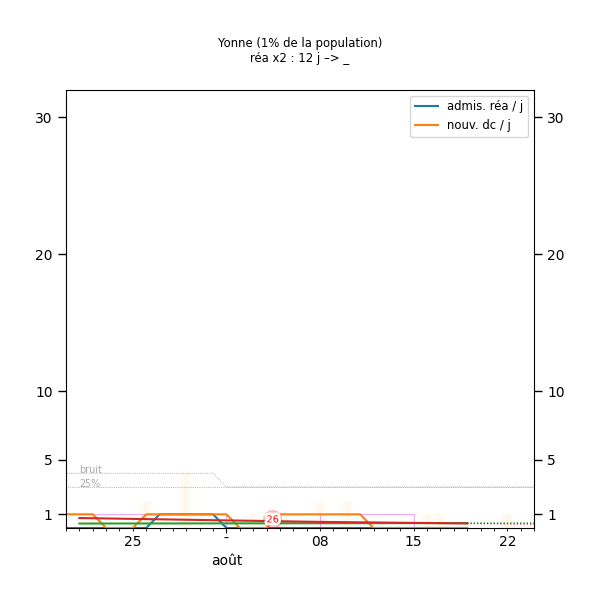 Yonne (1% de la population)
réa x2 : 12 j –> _
admis. réa / j
nouv. dc / j
30
30
20
20
10
10
5
5
bruit
25%
1
1
26
25
-
08
15
22
août